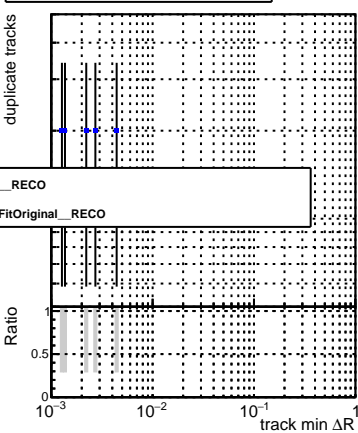 duplicate tracks
__RECO
FitOriginal__RECO
Ratio
1
0.5
0
10⁻³ 10⁻² 10⁻¹ 1
track min ΔR